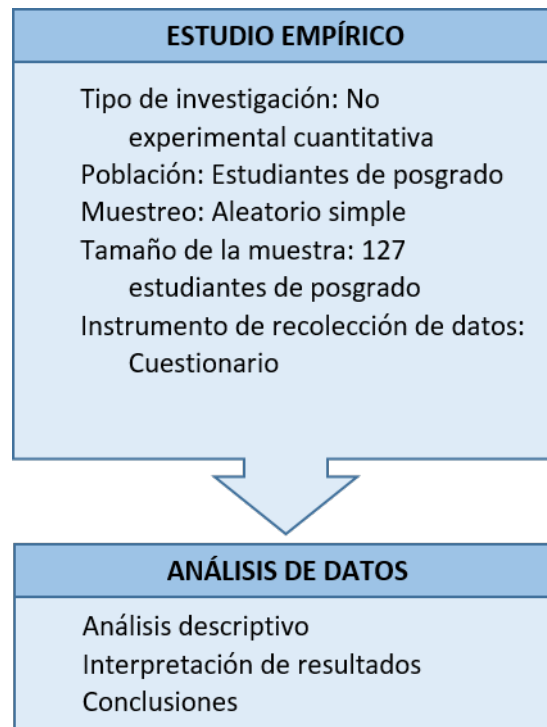 ESTUDIO EMPÍRICO
Tipo de investigación: No
experimental cuantitativa
Población: Estudiantes de posgrado
Muestreo: Aleatorio simple
Tamaño de la muestra: 127
estudiantes de posgrado
Instrumento de recolección de datos:
Cuestionario
ANÁLISIS DE DATOS
Análisis descriptivo
Interpretación de resultados
Conclusiones